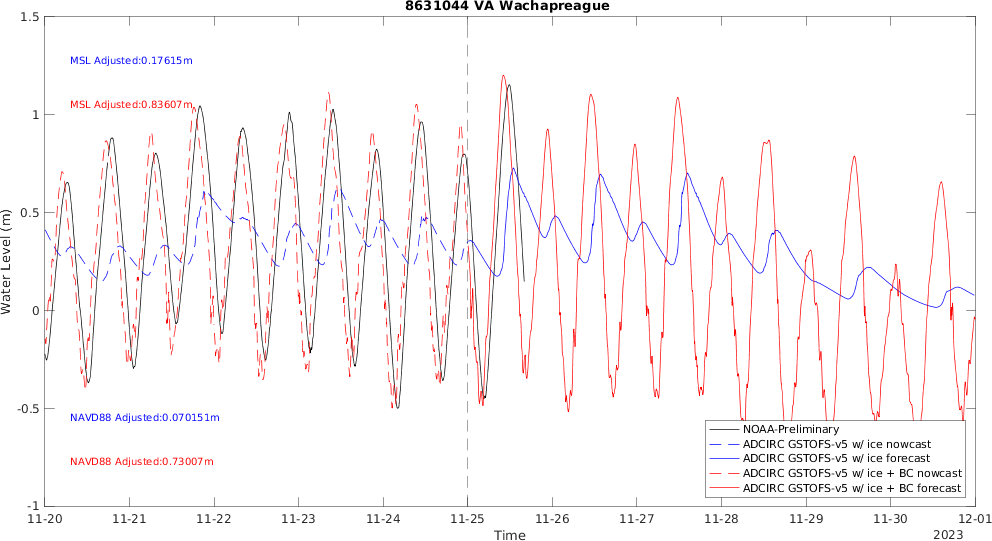 8631044 VA Wachapreague
1.5
1
0.5
0
-0.5
-1
Water Level (m)
MSL Adjusted:0.17615m
MSL Adjusted:0.83607m
NAVD88 Adjusted:0.070151m
NAVD88 Adjusted:0.73007m
NOAA-Preliminary
ADCIRC GSTOFS-v5 w/ ice nowcast
ADCIRC GSTOFS-v5 w/ ice forecast
ADCIRC GSTOFS-v5 w/ ice + BC nowcast
ADCIRC GSTOFS-v5 w/ ice + BC forecast
11-20 11-21 11-22 11-23 11-24 11-25 11-26 11-27 11-28 11-29 11-30 12-01
Time
2023